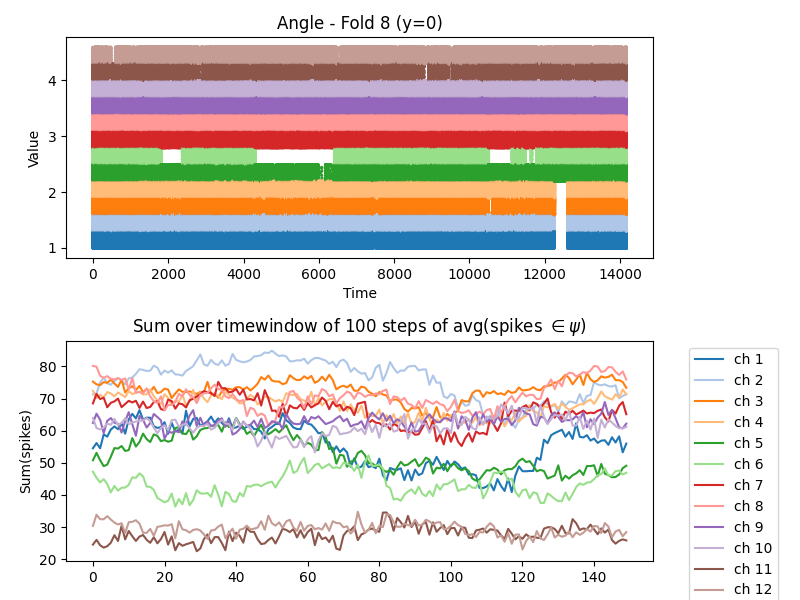 Angle - Fold 8 (y=0)
Value
4
3
2
1
0 2000 4000 6000 8000 10000 12000 14000
Time
Sum over timewindow of 100 steps of avg(spikes ∈ψ)
Sum(spikes)
80
70
60
50
40
30
20
0 20 40 60 80 100 120 140
ch 1
ch 2
ch 3
ch 4
ch 5
ch 6
ch 7
ch 8
ch 9
ch 10
ch 11
ch 12